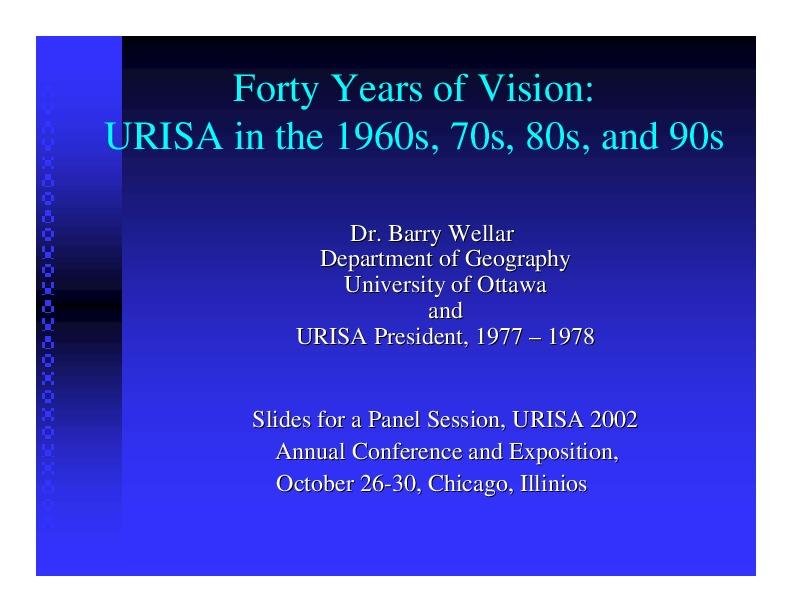 Forty Years of Vision:
URISA in the 1960s, 70s, 80s, and 90s
Dr. Barry Wellar
Department of Geography
University of Ottawa
and
URISA President, 1977 – 1978
Slides for a Panel Session, URISA 2002
Annual Conference and Exposition,
October 26-30, Chicago, Illinios